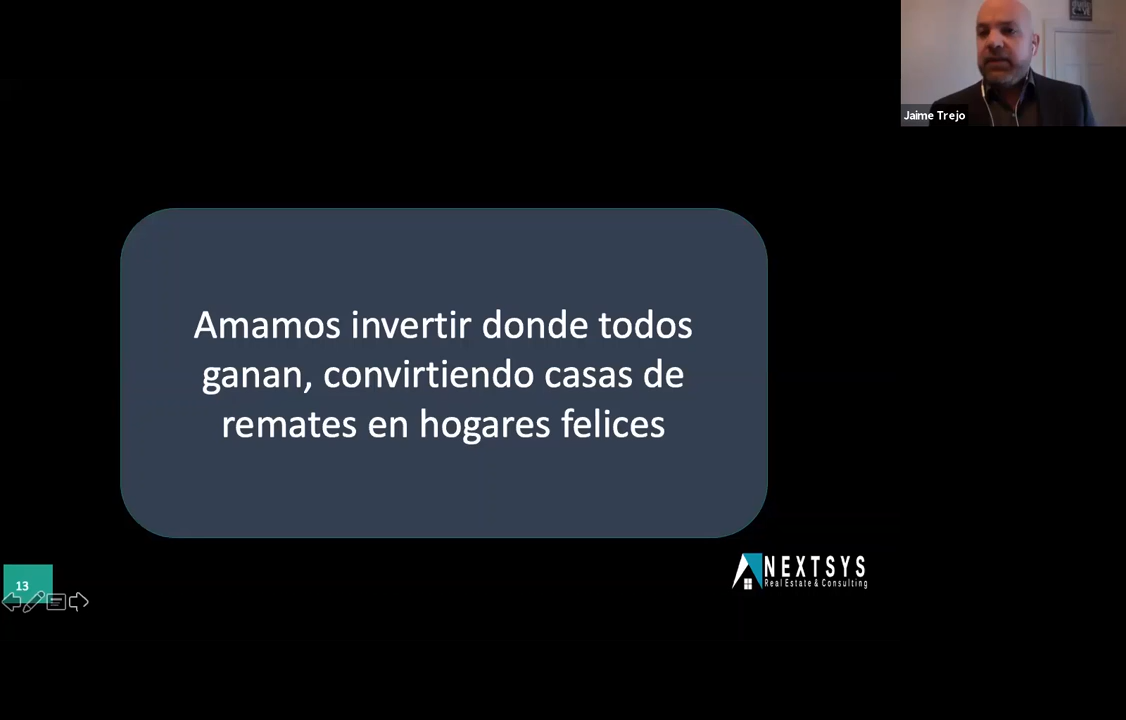 Jaime Trejo
Amamos invertir donde todos
ganan, convirtiendo casas de
remates en hogares felices
13
NEXTSYS
Real Estate & Consulting